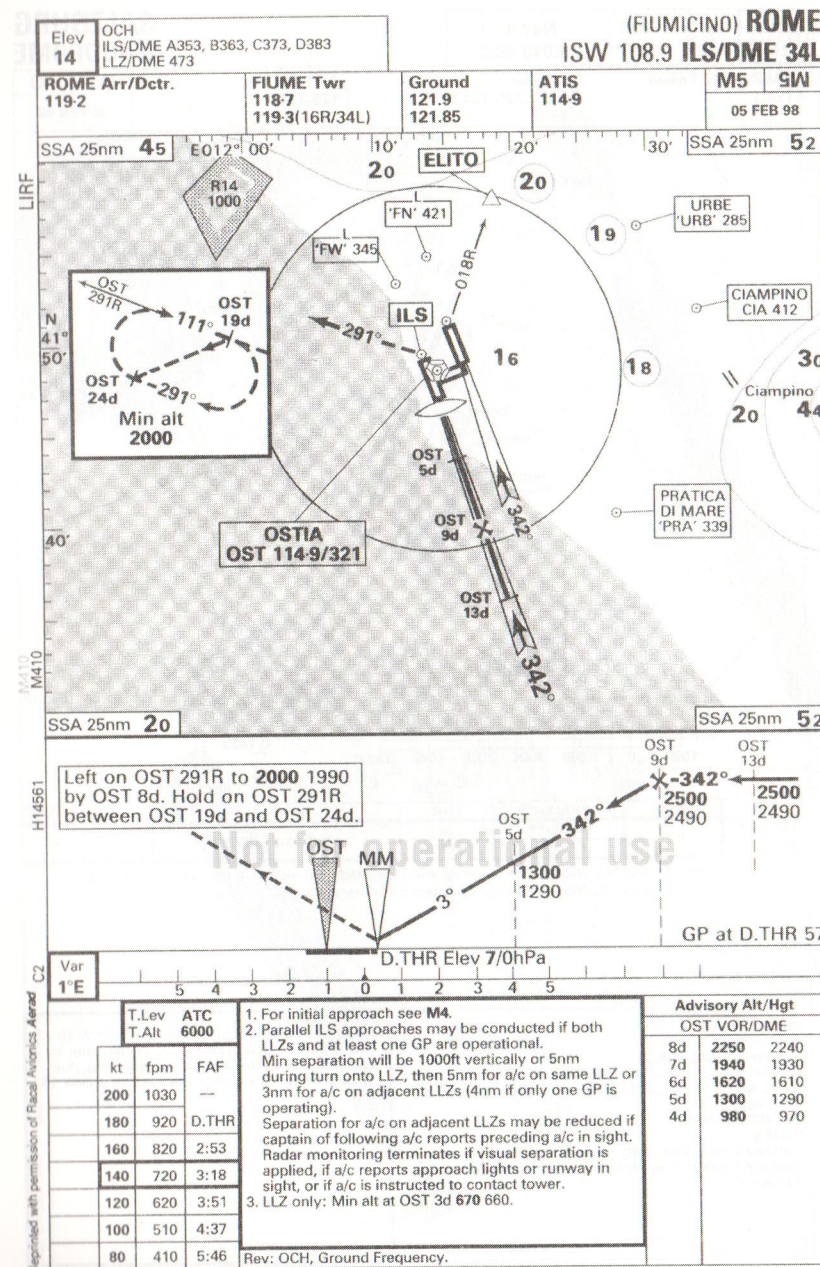 (FIUMICINO) ROME
ISW 108.9 ILS/DME 34L
Elev
14
OCH
ILS/DME A353, B363, C373, D383
LLZ/DME 473
ROME Arr/Dctr.
119·2
FIUME Twr
118·7
119·3(16R/34L)
Ground
121.9
121.85
ATIS
114·9
M5 M5
05 FEB 98
SSA 25nm 45
E012° 00'
10'
20'
30'
SSA 25nm 52
LIRF
R14
1000
20
ELITO
20
L
'FN' 421
L
'FW' 345
018R
19
URBE
'URB' 285
OST
291R
111°
OST
19d
OST
24d
291°
Min alt
2000
N
41°
50'
291°
ILS
16
18
CIAMPINO
CIA 412
30
Ciampino
20
44
OST
5d
OSTIA
OST 114·9/321
OST
9d
342°
PRATICA
DI MARE
'PRA' 339
40'
OST
13d
342°
M410
M410
SSA 25nm 20
SSA 25nm 52
H14561
Left on OST 291R to 2000 1990
by OST 8d. Hold on OST 291R
between OST 19d and OST 24d.
OST
9d
OST
13d
342°
2500
2490
2500
2490
OST
5d
342°
1300
1290
Not for operational use
OST
MM
3°
GP at D.THR 57
D.THR Elev 7/0hPa
C2
Var
1°E
5 4 3 2 1 0 1 2 3 4 5
T.Lev ATC
T.Alt 6000
kt fpm FAF
200 1030 —
180 920 D.THR
160 820 2:53
140 720 3:18
120 620 3:51
100 510 4:37
80 410 5:46
1. For initial approach see M4.
2. Parallel ILS approaches may be conducted if both
LLZs and at least one GP are operational.
Min separation will be 1000ft vertically or 5nm
during turn onto LLZ, then 5nm for a/c on same LLZ or
3nm for a/c on adjacent LLZs (4nm if only one GP is
operating).
Separation for a/c on adjacent LLZs may be reduced if
captain of following a/c reports preceding a/c in sight.
Radar monitoring terminates if visual separation is
applied, if a/c reports approach lights or runway in
sight, or if a/c is instructed to contact tower.
3. LLZ only: Min alt at OST 3d 670 660.
Rev: OCH, Ground Frequency.
Advisory Alt/Hgt
OST VOR/DME
8d 2250 2240
7d 1940 1930
6d 1620 1610
5d 1300 1290
4d 980 970
Reprinted with permission of Racal Avionics Aerad